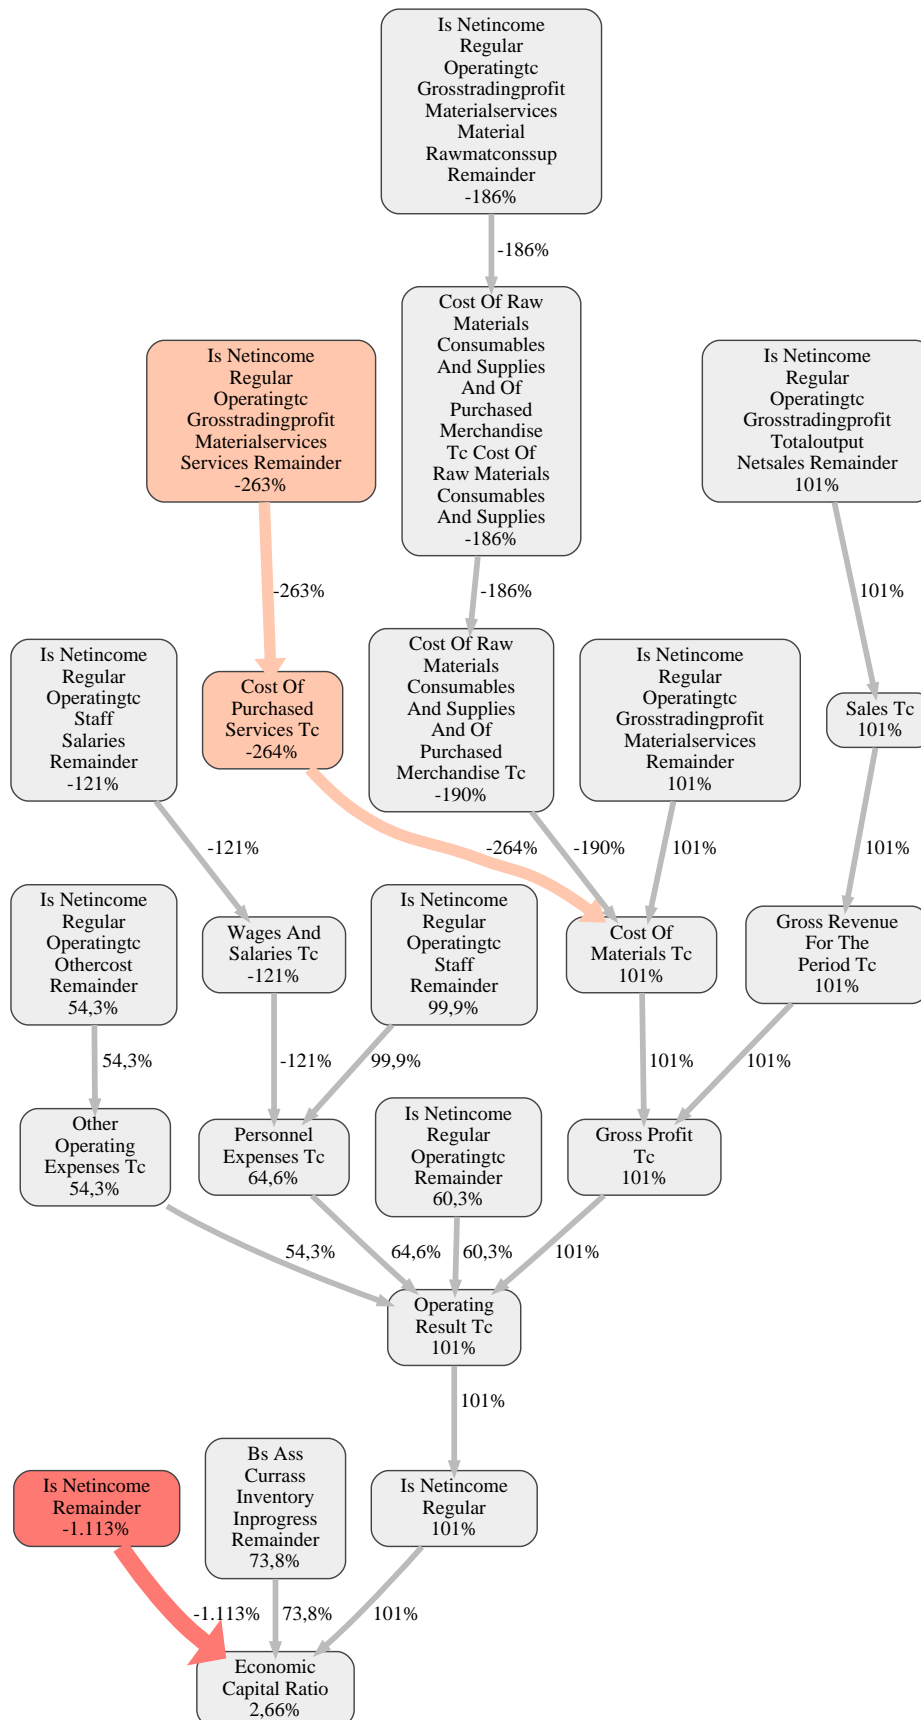 Is Netincome
Regular
Operatingtc
Grosstradingprofit
Materialservices
Material
Rawmatconssup
Remainder
-186%
-186%
Cost Of Raw
Materials
Consumables
And Supplies
And Of
Purchased
Merchandise
Tc Cost Of
Raw Materials
Consumables
And Supplies
-186%
Is Netincome
Regular
Operatingtc
Grosstradingprofit
Materialservices
Services Remainder
-263%
Is Netincome
Regular
Operatingtc
Grosstradingprofit
Totaloutput
Netsales Remainder
101%
-263%
-186%
101%
Is Netincome
Regular
Operatingtc
Staff
Salaries
Remainder
-121%
Cost Of
Purchased
Services Tc
-264%
Cost Of Raw
Materials
Consumables
And Supplies
And Of
Purchased
Merchandise Tc
-190%
Is Netincome
Regular
Operatingtc
Grosstradingprofit
Materialservices
Remainder
101%
Sales Tc
101%
-121%
-264%
-190%
101%
101%
Is Netincome
Regular
Operatingtc
Othercost
Remainder
54,3%
Wages And
Salaries Tc
-121%
Is Netincome
Regular
Operatingtc
Staff
Remainder
99,9%
Cost Of
Materials Tc
101%
Gross Revenue
For The
Period Tc
101%
54,3%
-121%
99,9%
101%
101%
Other
Operating
Expenses Tc
54,3%
Personnel
Expenses Tc
64,6%
Is Netincome
Regular
Operatingtc
Remainder
60,3%
Gross Profit
Tc
101%
54,3%
64,6%
60,3%
101%
Operating
Result Tc
101%
101%
Is Netincome
Remainder
-1.113%
Bs Ass
Currass
Inventory
Inprogress
Remainder
73,8%
Is Netincome
Regular
101%
-1.113%
73,8%
101%
Economic
Capital Ratio
2,66%